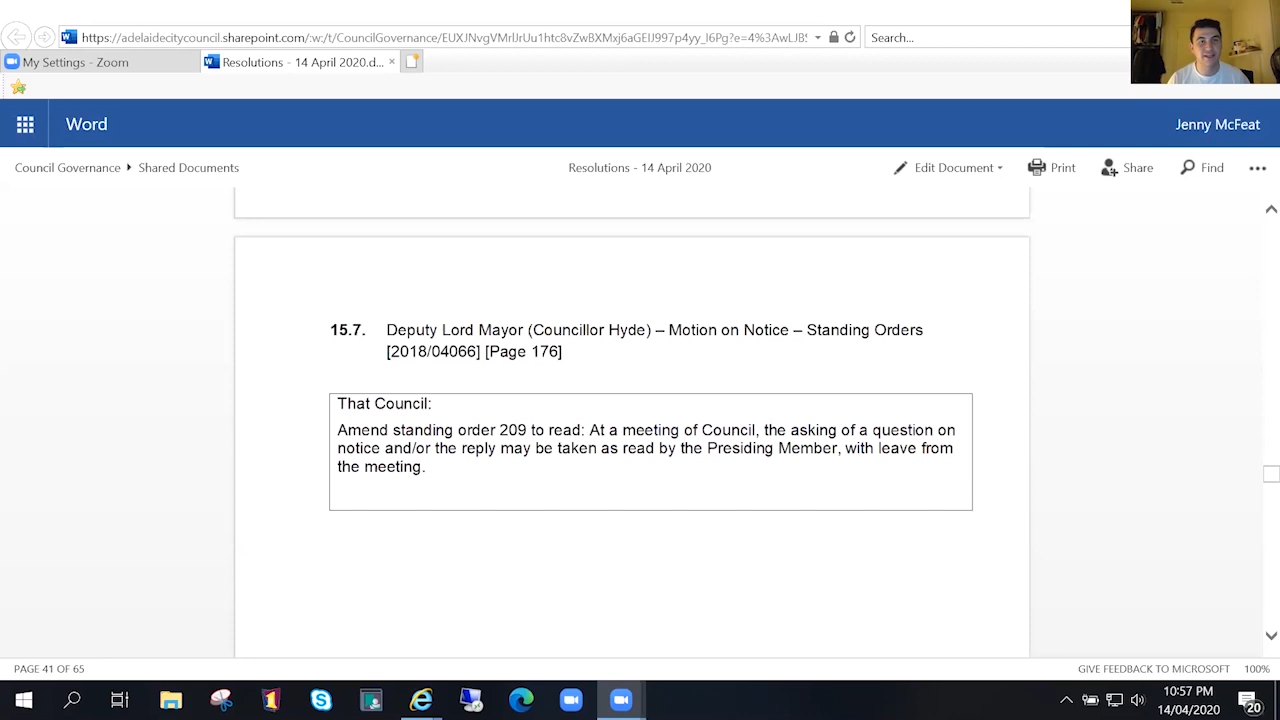 https://adelaidecitycouncil.sharepoint.com/:w:/t/CouncilGovernance/
Search...
My Settings - Zoom
Resolutions - 14 April 2020.d...
Word
Jenny McFeat
Council Governance Shared Documents
Resolutions - 14 April 2020
Edit Document
Print
Share
Find
15.7. Deputy Lord Mayor (Councillor Hyde) – Motion on Notice – Standing Orders
[2018/04066] [Page 176]
That Council:
Amend standing order 209 to read: At a meeting of Council, the asking of a question on
notice and/or the reply may be taken as read by the Presiding Member, with leave from
the meeting.
PAGE 41 OF 65
GIVE FEEDBACK TO MICROSOFT 100%
10:57 PM
14/04/2020
20